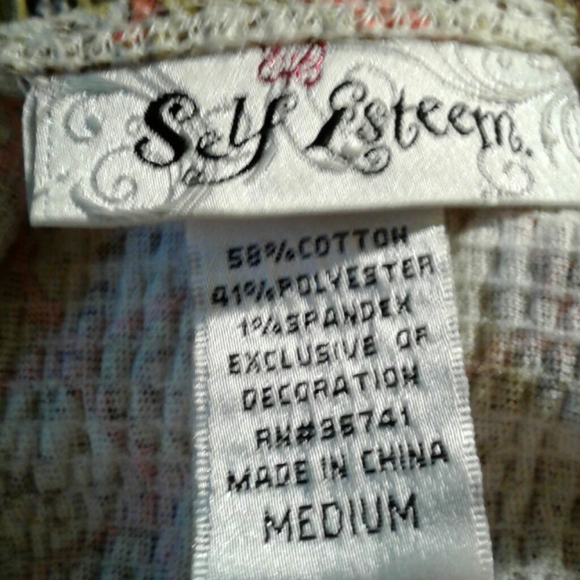 Self Esteem.
58%COTTON
41%POLYESTER
1%SPANDEX
EXCLUSIVE OF
DECORATION
RN#35741
MADE IN CHINA
MEDIUM